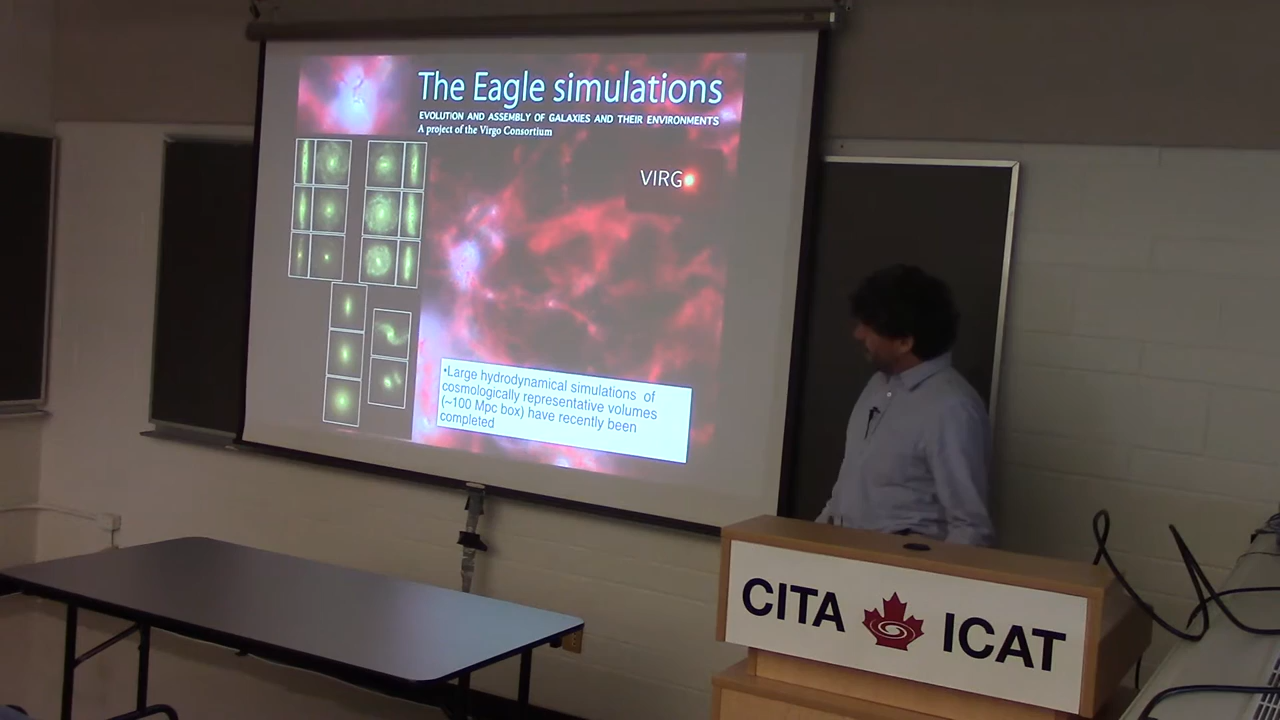 The Eagle simulations
EVOLUTION AND ASSEMBLY OF GALAXIES AND THEIR ENVIRONMENTS
A project of the Virgo Consortium
VIRGO
•Large hydrodynamical simulations of
cosmologically representative volumes
(~100 Mpc box) have recently been
completed
CITA ICAT